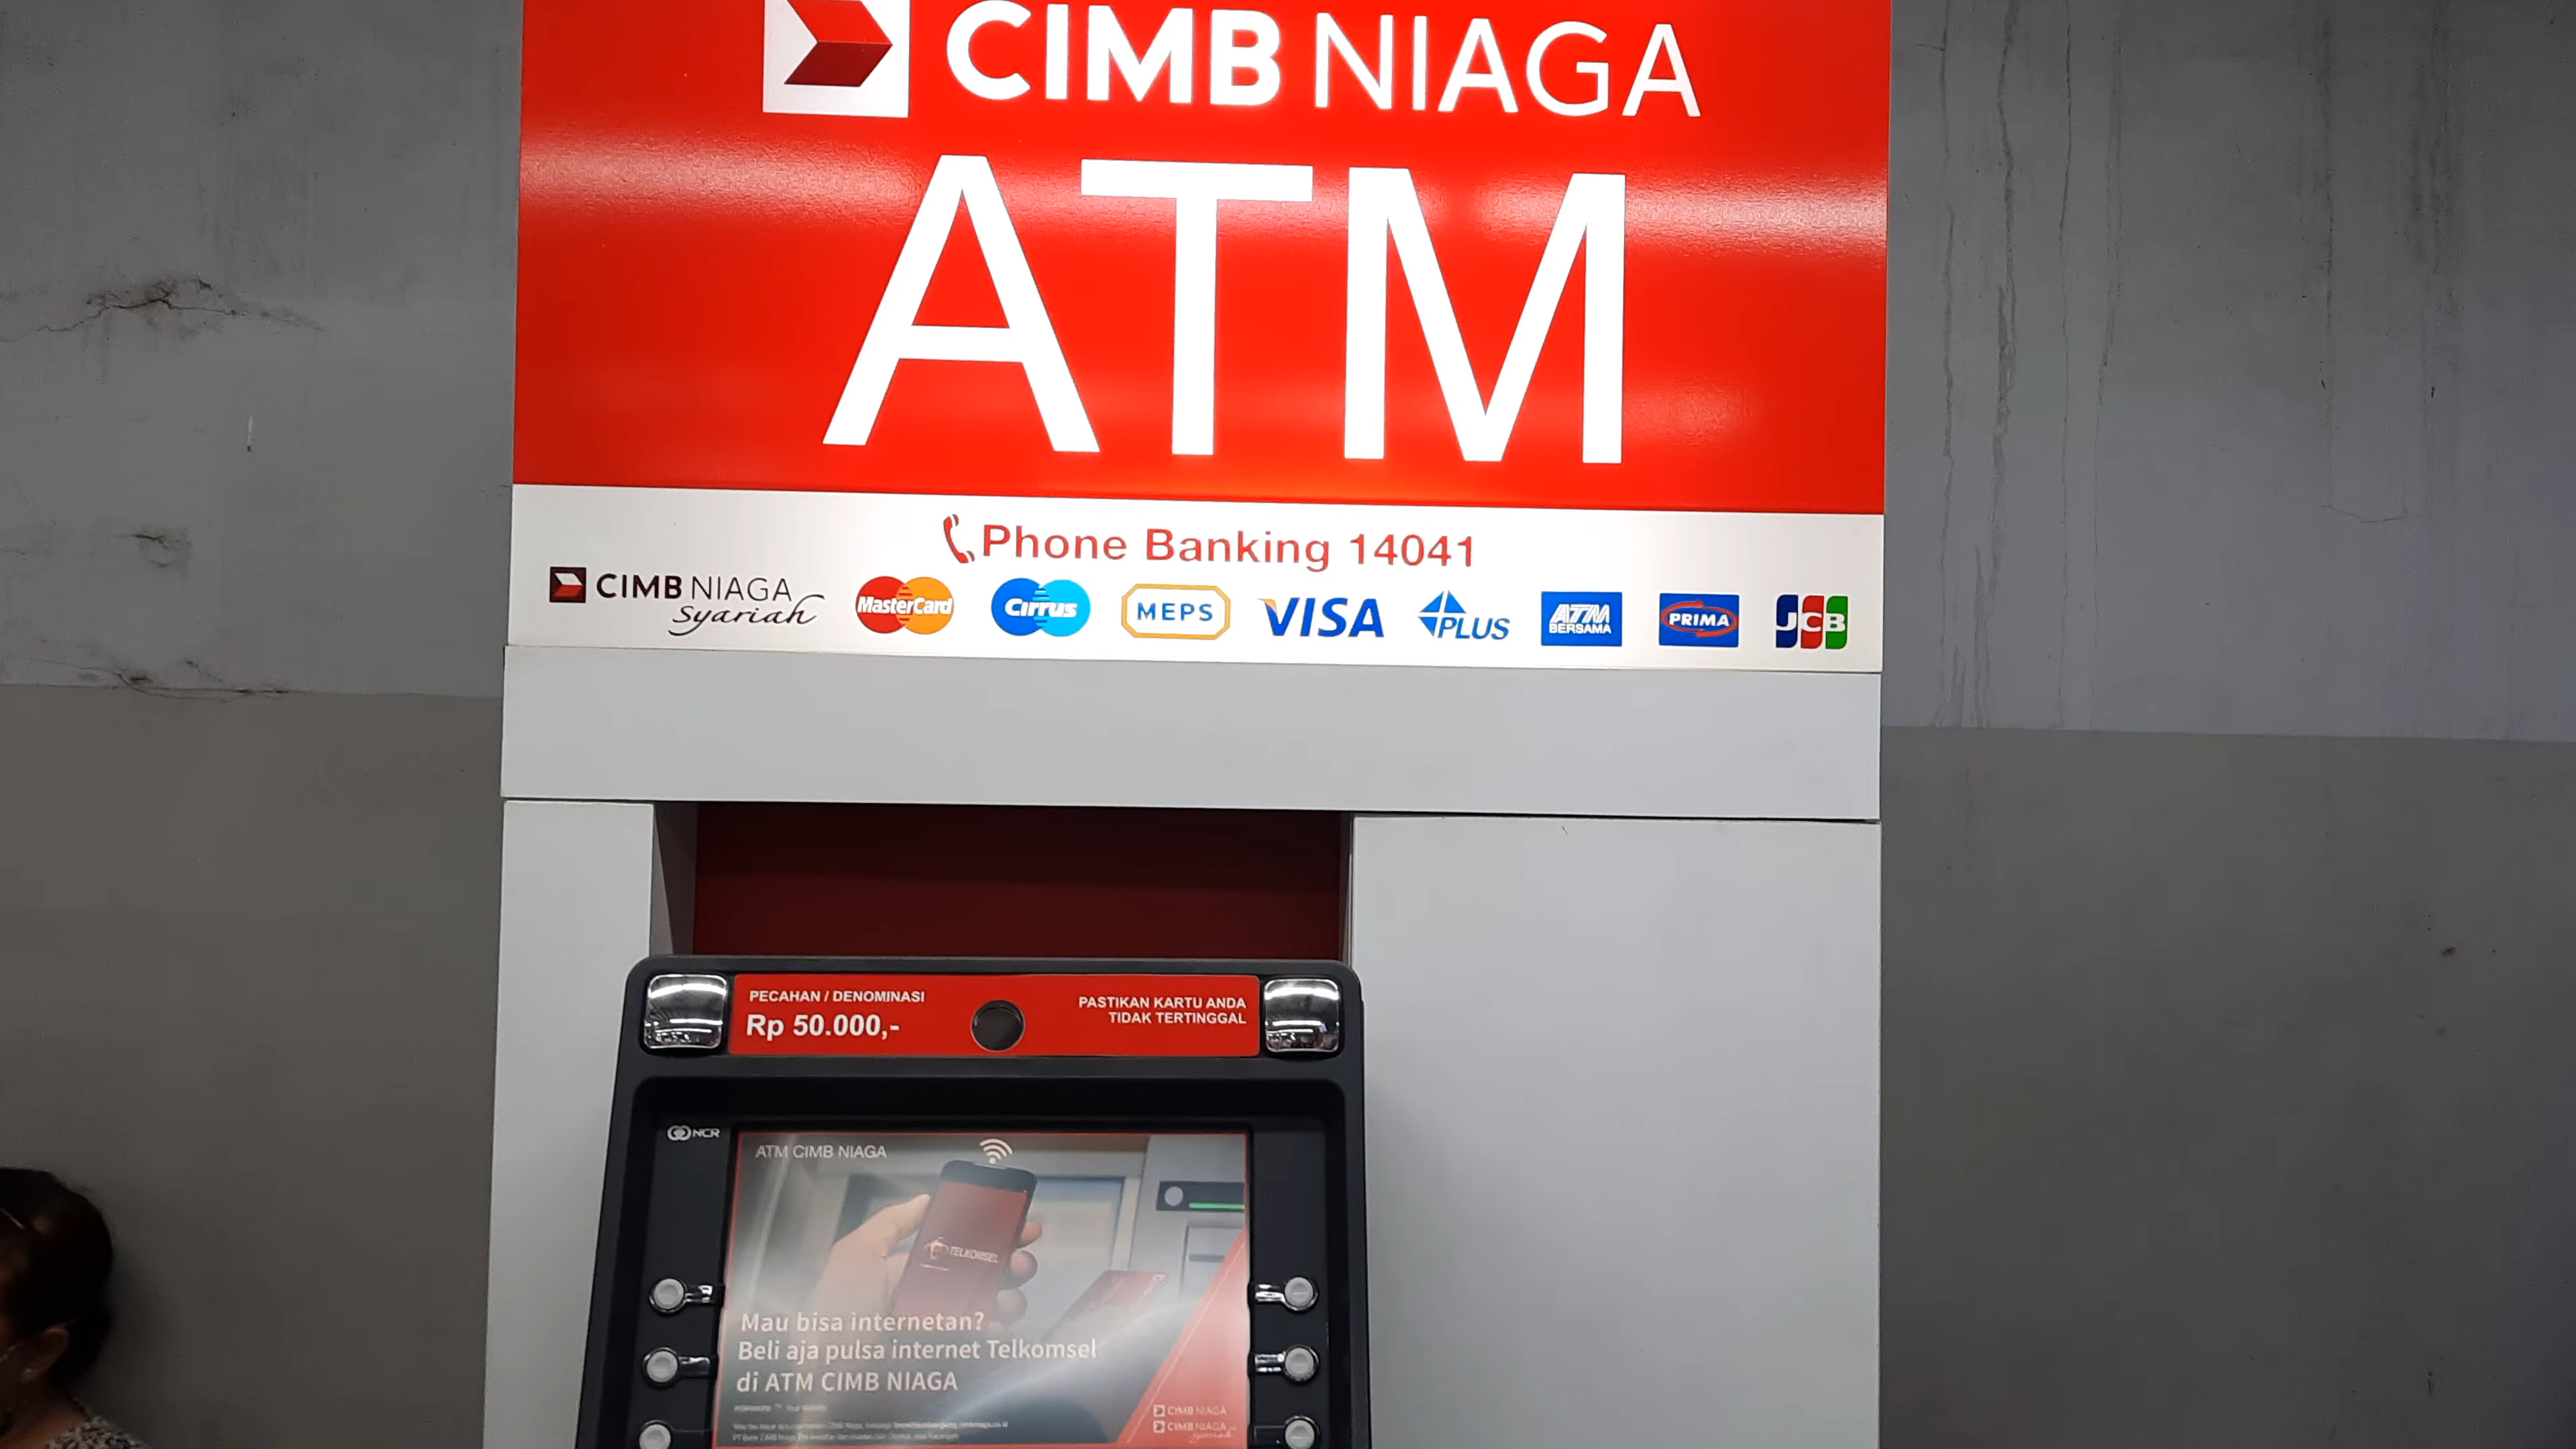 CIMB NIAGA
ATM
Phone Banking 14041
CIMB NIAGA syariah MasterCard Cirrus MEPS VISA PLUS ATM BERSAMA PRIMA JCB
PECAHAN / DENOMINASI
Rp 50.000,-
PASTIKAN KARTU ANDA
TIDAK TERTINGGAL
NCR
ATM CIMB NIAGA
TELKOMSEL
Mau bisa internetan?
Beli aja pulsa internet Telkomsel
di ATM CIMB NIAGA
CIMB NIAGA
CIMB NIAGA
syariah